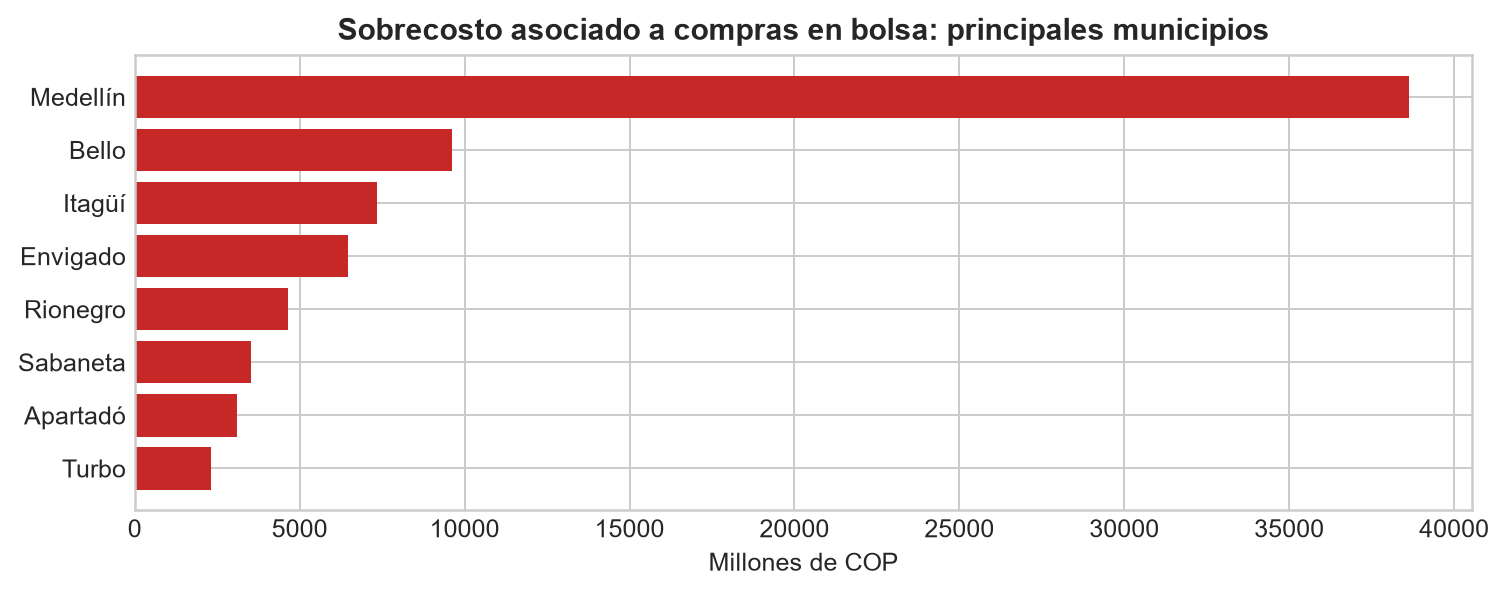 Sobrecosto asociado a compras en bolsa: principales municipios
Medellín
Bello
Itagüí
Envigado
Rionegro
Sabaneta
Apartadó
Turbo
0 5000 10000 15000 20000 25000 30000 35000 40000
Millones de COP